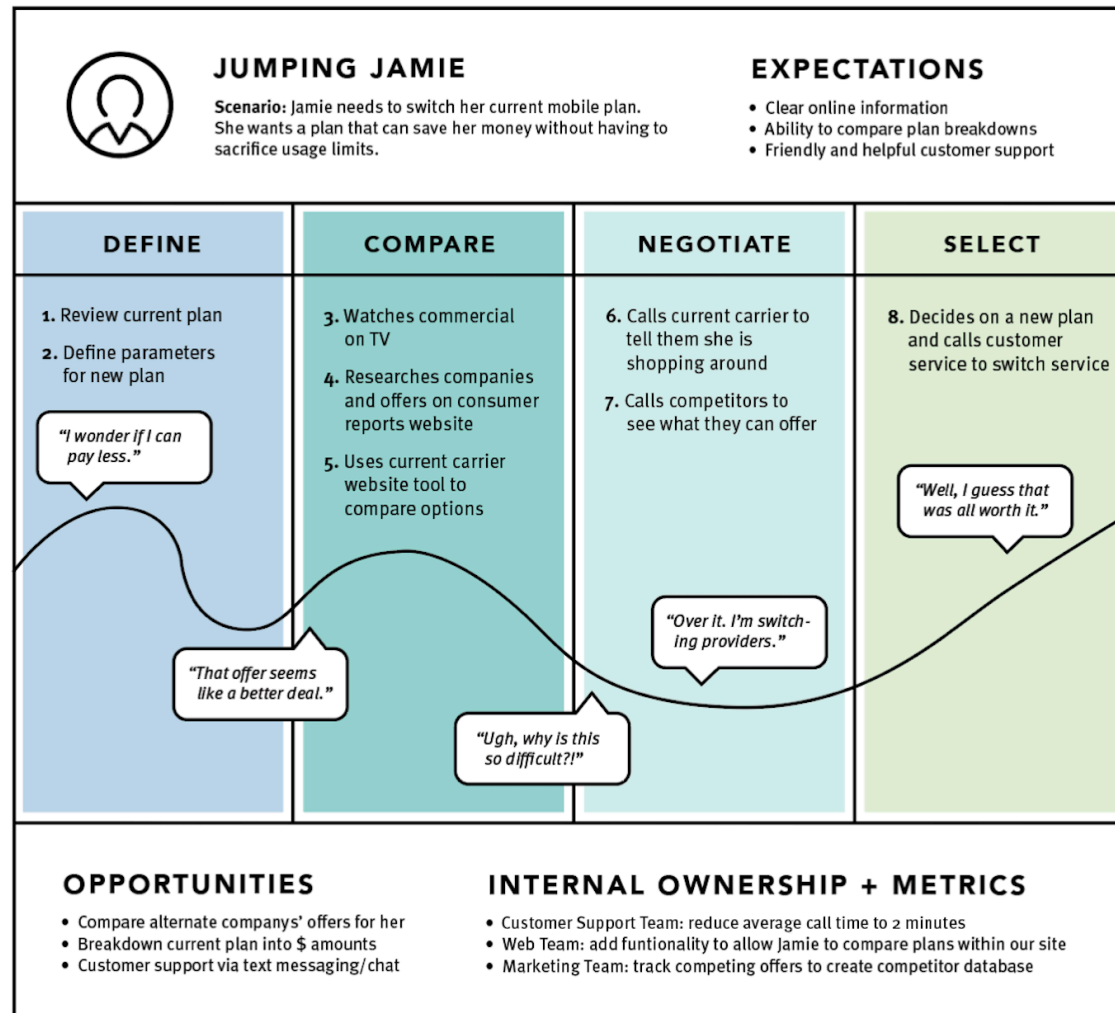 JUMPING JAMIE
Scenario: Jamie needs to switch her current mobile plan.
She wants a plan that can save her money without having to
sacrifice usage limits.
EXPECTATIONS
• Clear online information
• Ability to compare plan breakdowns
• Friendly and helpful customer support
DEFINE
1. Review current plan
2. Define parameters
for new plan
“I wonder if I can
pay less.”
COMPARE
3. Watches commercial
on TV
4. Researches companies
and offers on consumer
reports website
5. Uses current carrier
website tool to
compare options
“That offer seems
like a better deal.”
NEGOTIATE
6. Calls current carrier to
tell them she is
shopping around
7. Calls competitors to
see what they can offer
“Ugh, why is this
so difficult?!”
“Over it. I’m switch-
ing providers.”
SELECT
8. Decides on a new plan
and calls customer
service to switch service
“Well, I guess that
was all worth it.”
OPPORTUNITIES
• Compare alternate companys’ offers for her
• Breakdown current plan into $ amounts
• Customer support via text messaging/chat
INTERNAL OWNERSHIP + METRICS
• Customer Support Team: reduce average call time to 2 minutes
• Web Team: add funtionality to allow Jamie to compare plans within our site
• Marketing Team: track competing offers to create competitor database